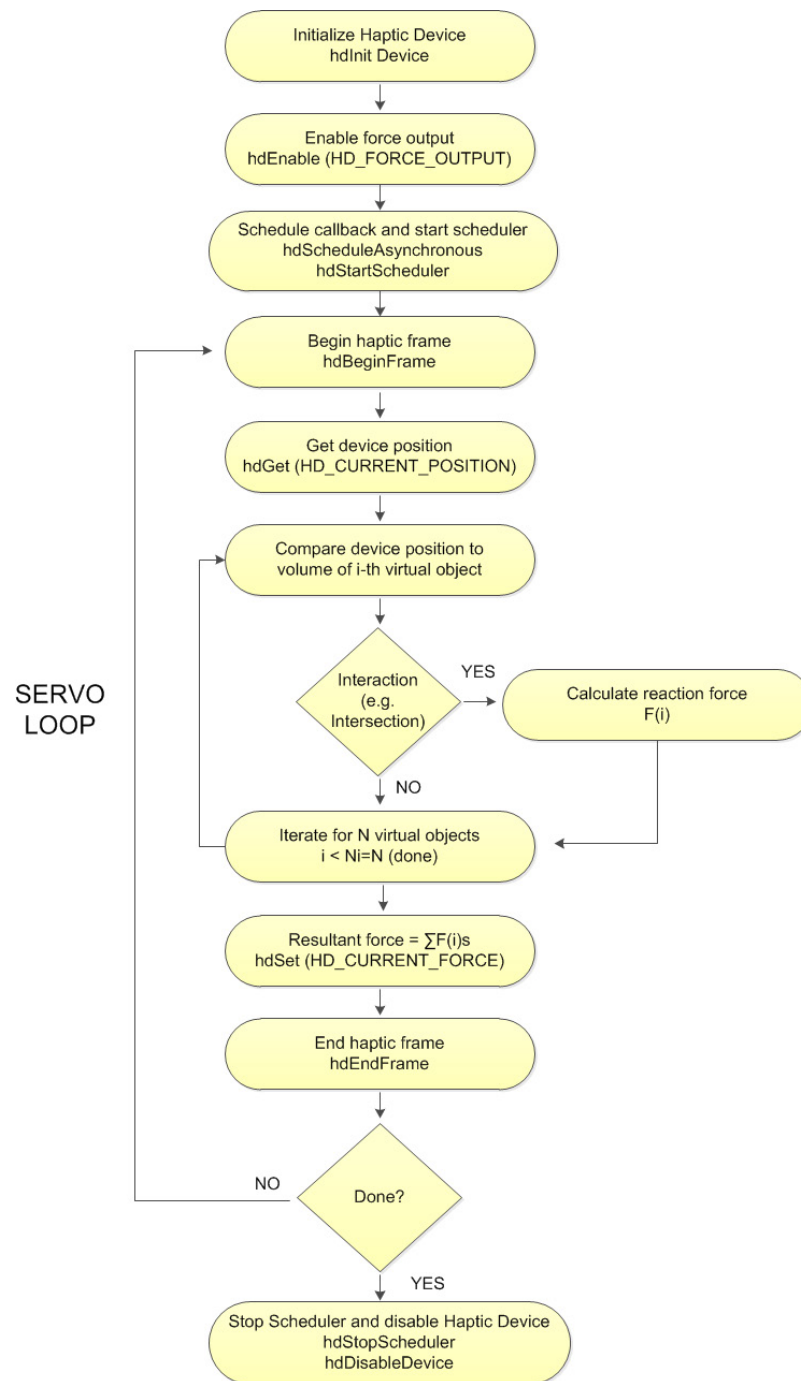 Initialize Haptic Device
hdInit Device
Enable force output
hdEnable (HD_FORCE_OUTPUT)
Schedule callback and start scheduler
hdScheduleAsynchronous
hdStartScheduler
Begin haptic frame
hdBeginFrame
Get device position
hdGet (HD_CURRENT_POSITION)
Compare device position to
volume of i-th virtual object
SERVO
LOOP
Interaction
(e.g.
Intersection)
YES
Calculate reaction force
F(i)
NO
Iterate for N virtual objects
i < Ni=N (done)
Resultant force = ∑F(i)s
hdSet (HD_CURRENT_FORCE)
End haptic frame
hdEndFrame
NO
Done?
YES
Stop Scheduler and disable Haptic Device
hdStopScheduler
hdDisableDevice